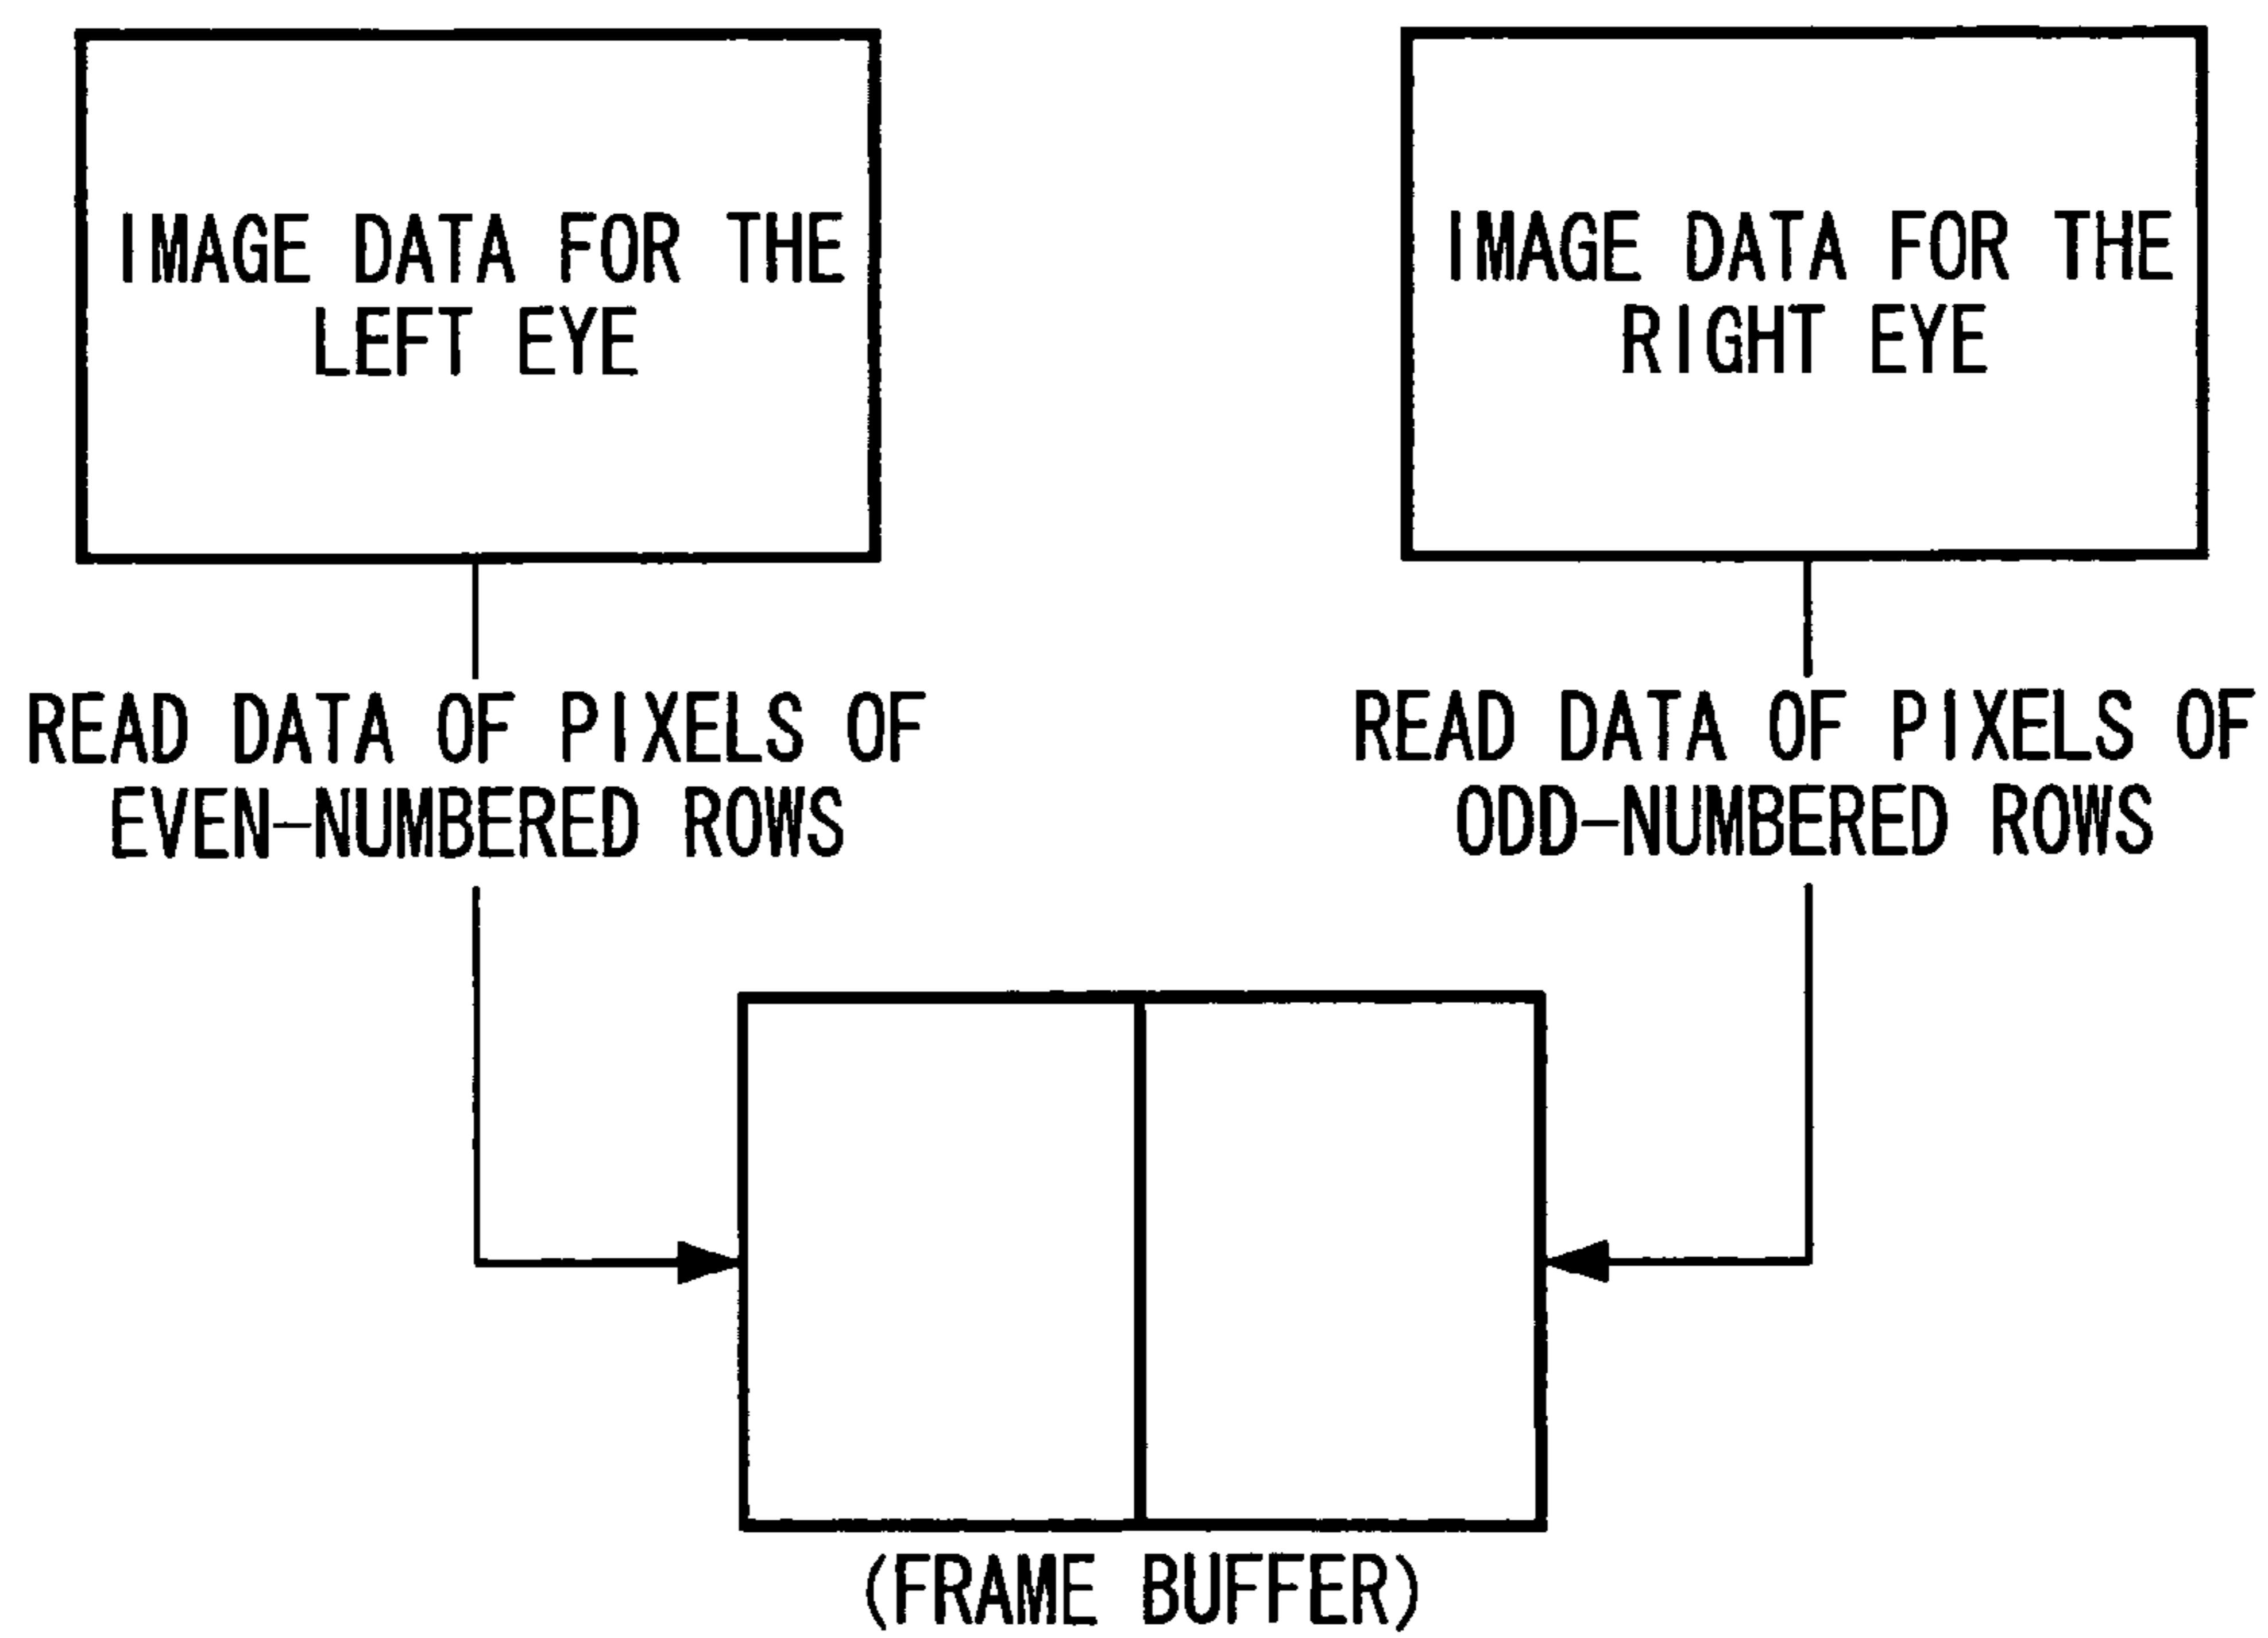 IMAGE DATA FOR THE
LEFT EYE
IMAGE DATA FOR THE
RIGHT EYE
READ DATA OF PIXELS OF
EVEN-NUMBERED ROWS
READ DATA OF PIXELS OF
ODD-NUMBERED ROWS
(FRAME BUFFER)